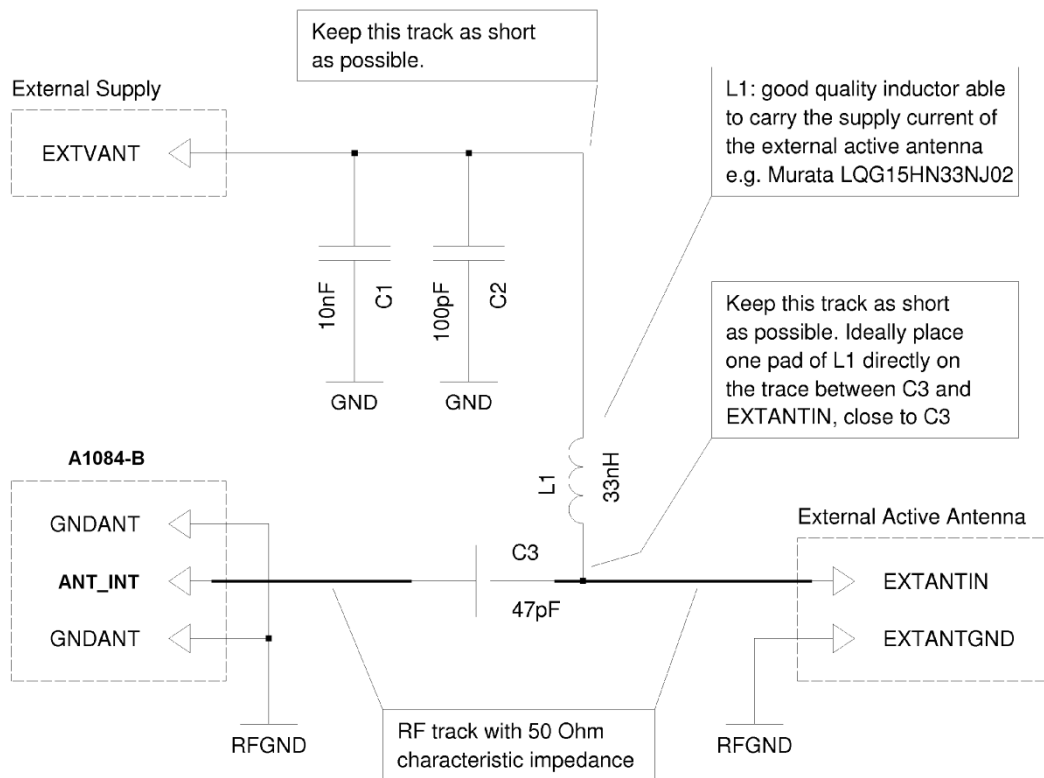 Keep this track as short
as possible.
External Supply
EXTVANT
L1: good quality inductor able
to carry the supply current of
the external active antenna
e.g. Murata LQG15HN33NJ02
10nF
C1
100pF
C2
GND
GND
Keep this track as short
as possible. Ideally place
one pad of L1 directly on
the trace between C3 and
EXTANTIN, close to C3
L1
33nH
A1084-B
GNDANT
ANT_INT
GNDANT
C3
47pF
External Active Antenna
EXTANTIN
EXTANTGND
RFGND
RF track with 50 Ohm
characteristic impedance
RFGND